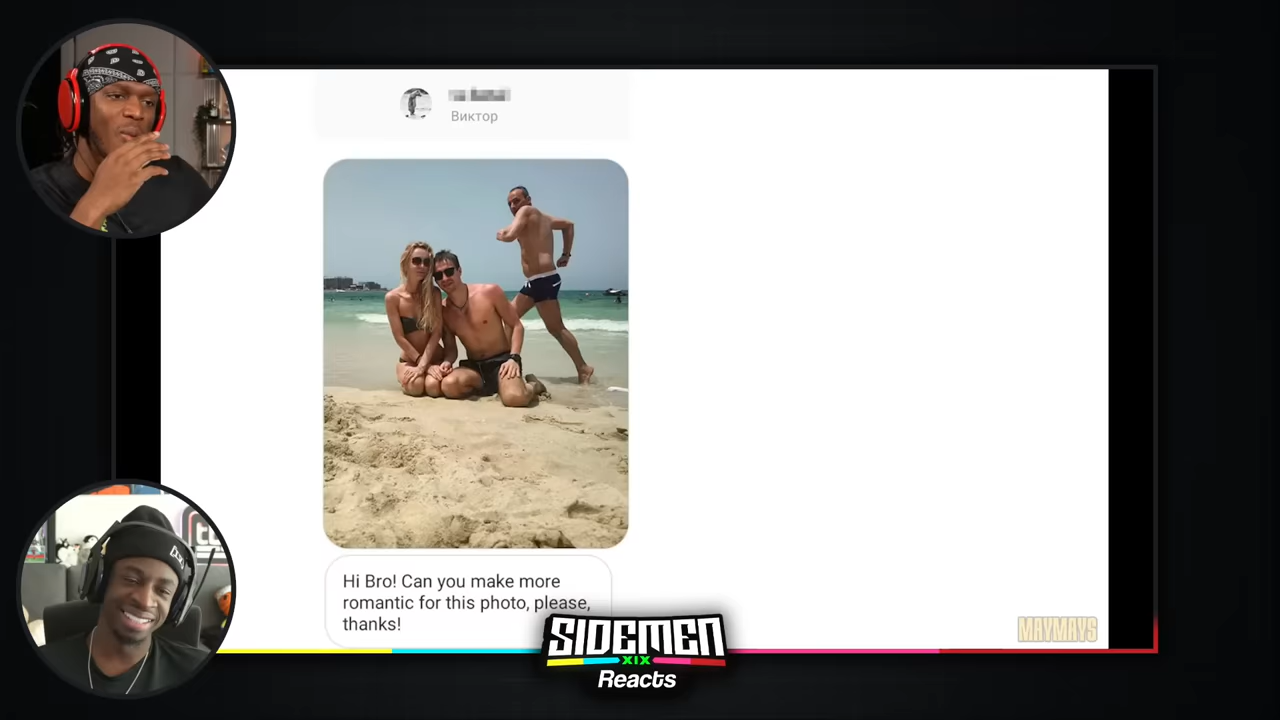 Виктор
Hi Bro! Can you make more
romantic for this photo, please,
thanks!
MAYMAYS
SIDEMEN
XIX
Reacts